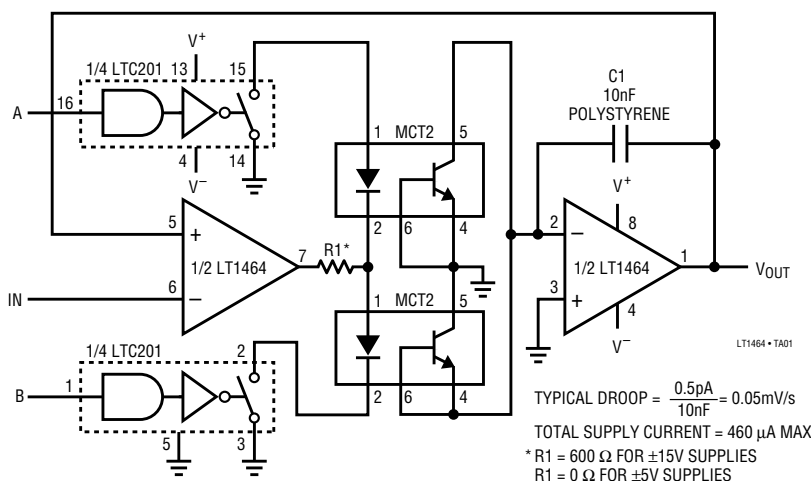 C1
10nF
POLYSTYRENE
V+
1/4 LTC201 13 15
A 16
4 14
V−
1 MCT2 5
2 6 4
5 +
1/2 LT1464
7 R1*
IN 6 −
1 MCT2 5
2 6 4
V+
2 − 8
1/2 LT1464
1 VOUT
3 +
4
V−
LT1464 • TA01
1/4 LTC201 2
B 1
5 3
TYPICAL DROOP = 0.5pA / 10nF = 0.05mV/s
TOTAL SUPPLY CURRENT = 460 µA MAX
* R1 = 600 Ω FOR ±15V SUPPLIES
R1 = 0 Ω FOR ±5V SUPPLIES